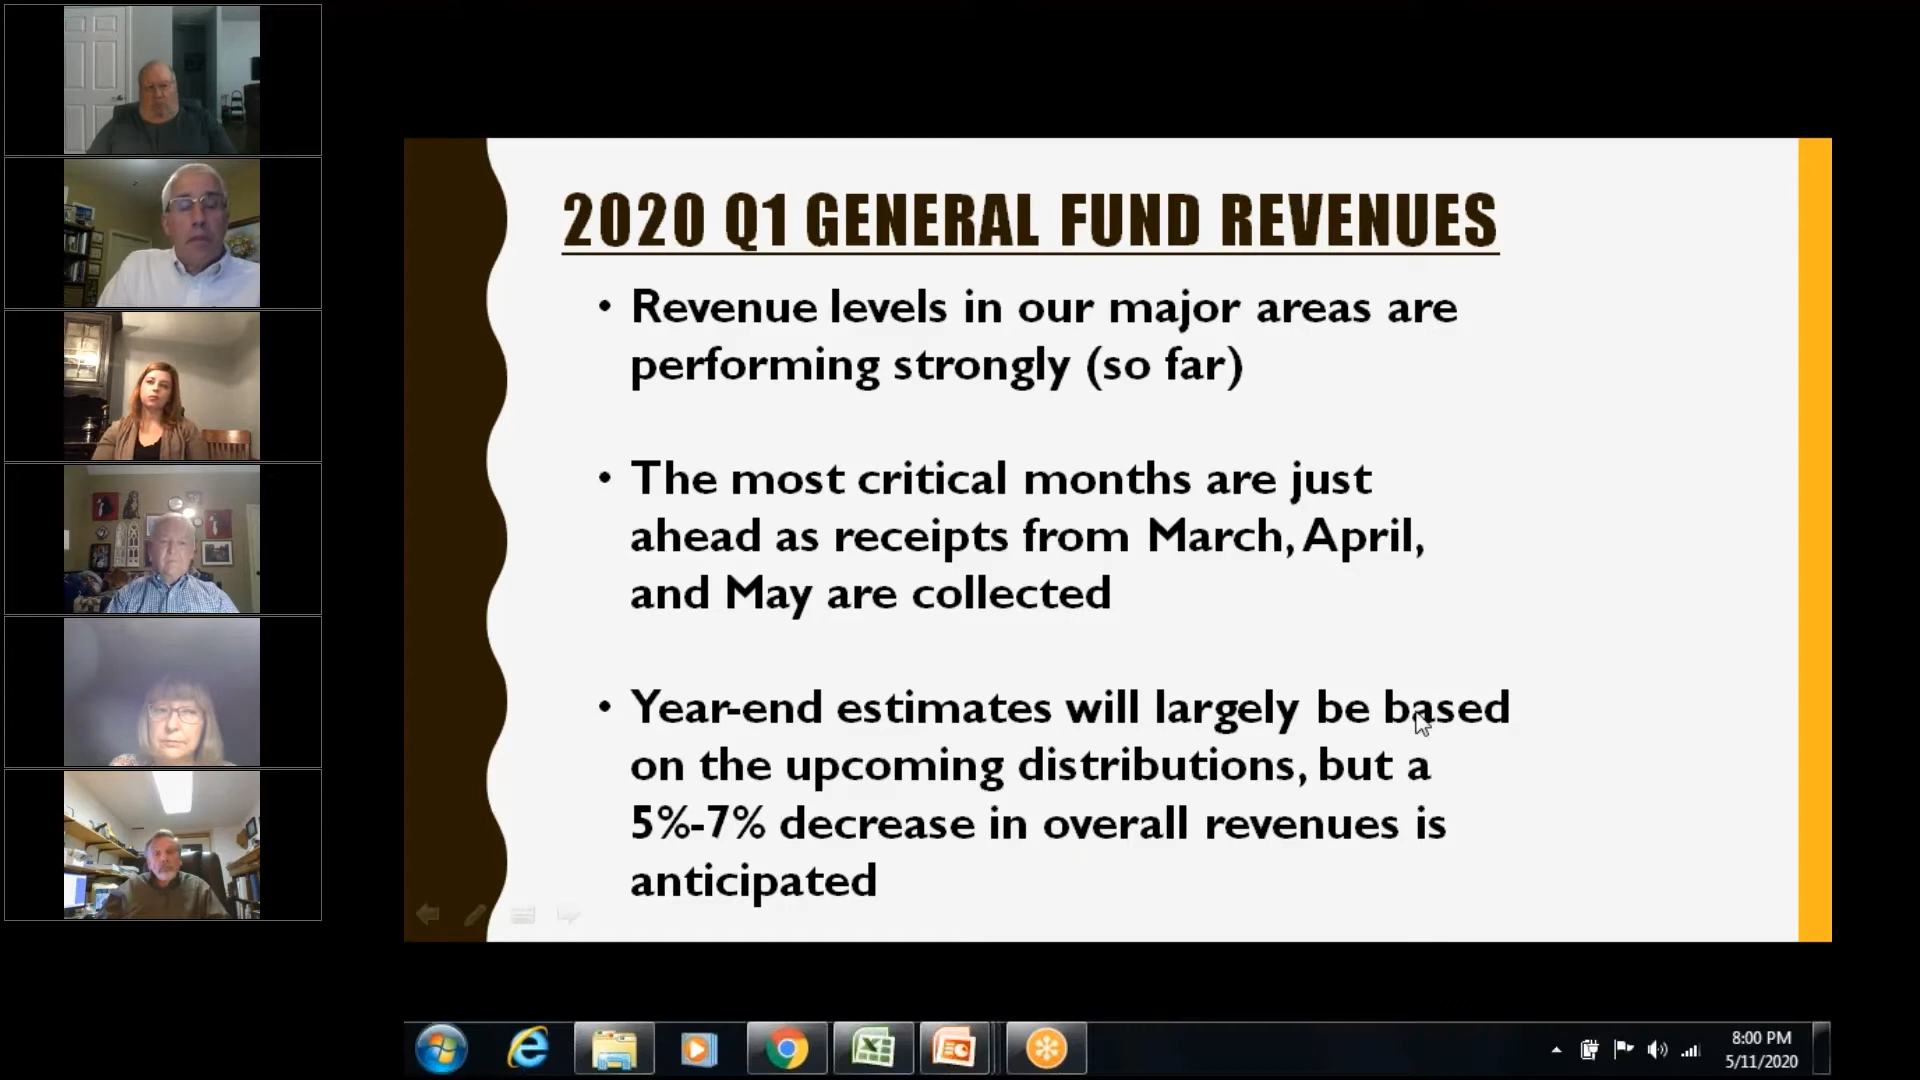 2020 Q1 GENERAL FUND REVENUES
• Revenue levels in our major areas are
performing strongly (so far)
• The most critical months are just
ahead as receipts from March, April,
and May are collected
• Year-end estimates will largely be based
on the upcoming distributions, but a
5%-7% decrease in overall revenues is
anticipated
8:00 PM
5/11/2020